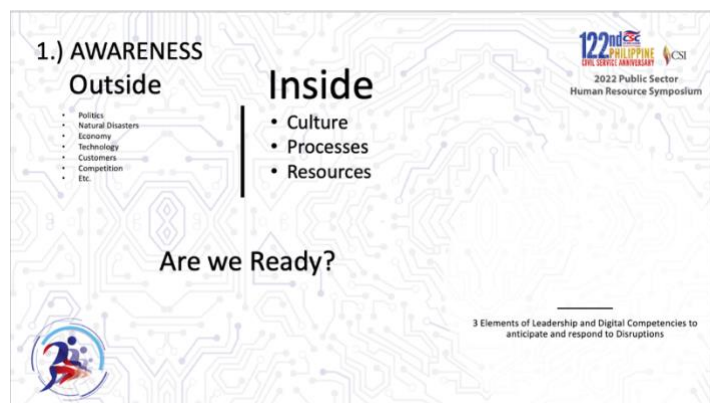 1.) AWARENESS
Outside
• Politics
• Natural Disasters
• Economy
• Technology
• Customers
• Competition
• Etc.
Inside
• Culture
• Processes
• Resources
Are we Ready?
122nd CSC
PHILIPPINE
CIVIL SERVICE ANNIVERSARY
CSI
2022 Public Sector
Human Resource Symposium
3 Elements of Leadership and Digital Competencies to
anticipate and respond to Disruptions